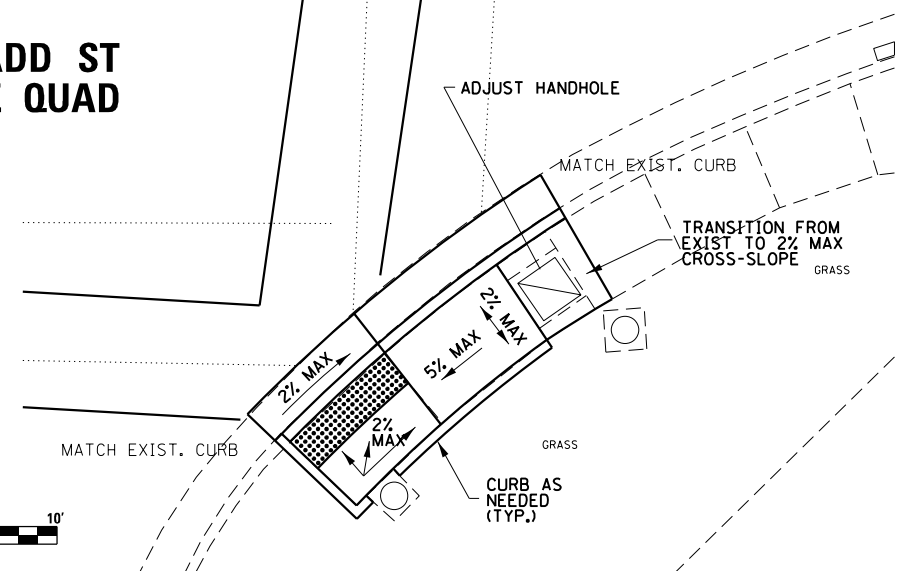 ADD ST
QUAD
ADJUST HANDHOLE
MATCH EXIST. CURB
TRANSITION FROM
EXIST TO 2% MAX
CROSS-SLOPE
GRASS
2% MAX
5% MAX
2% MAX
2%
MAX
MATCH EXIST. CURB
GRASS
CURB AS
NEEDED
(TYP.)
10'